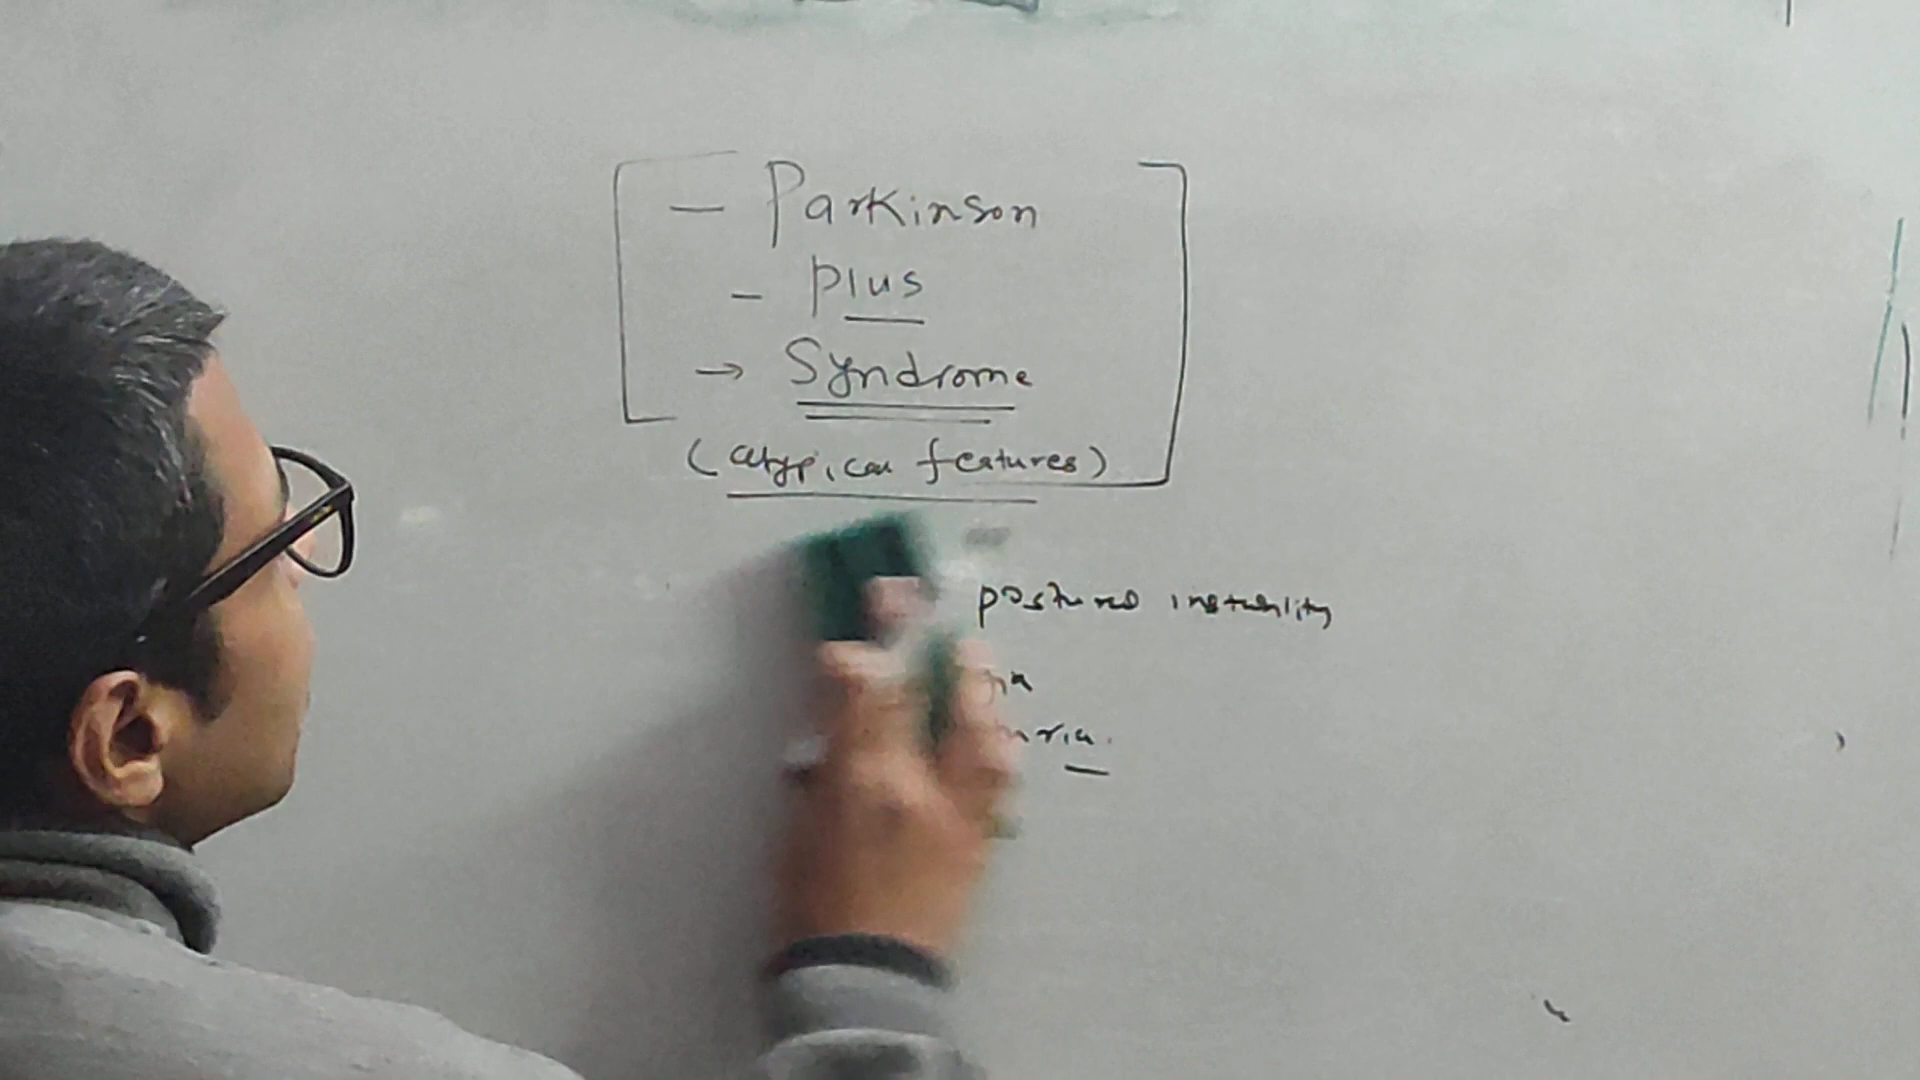 — Parkinson
- Plus
→ Syndrome
(atypical features)
postural instability